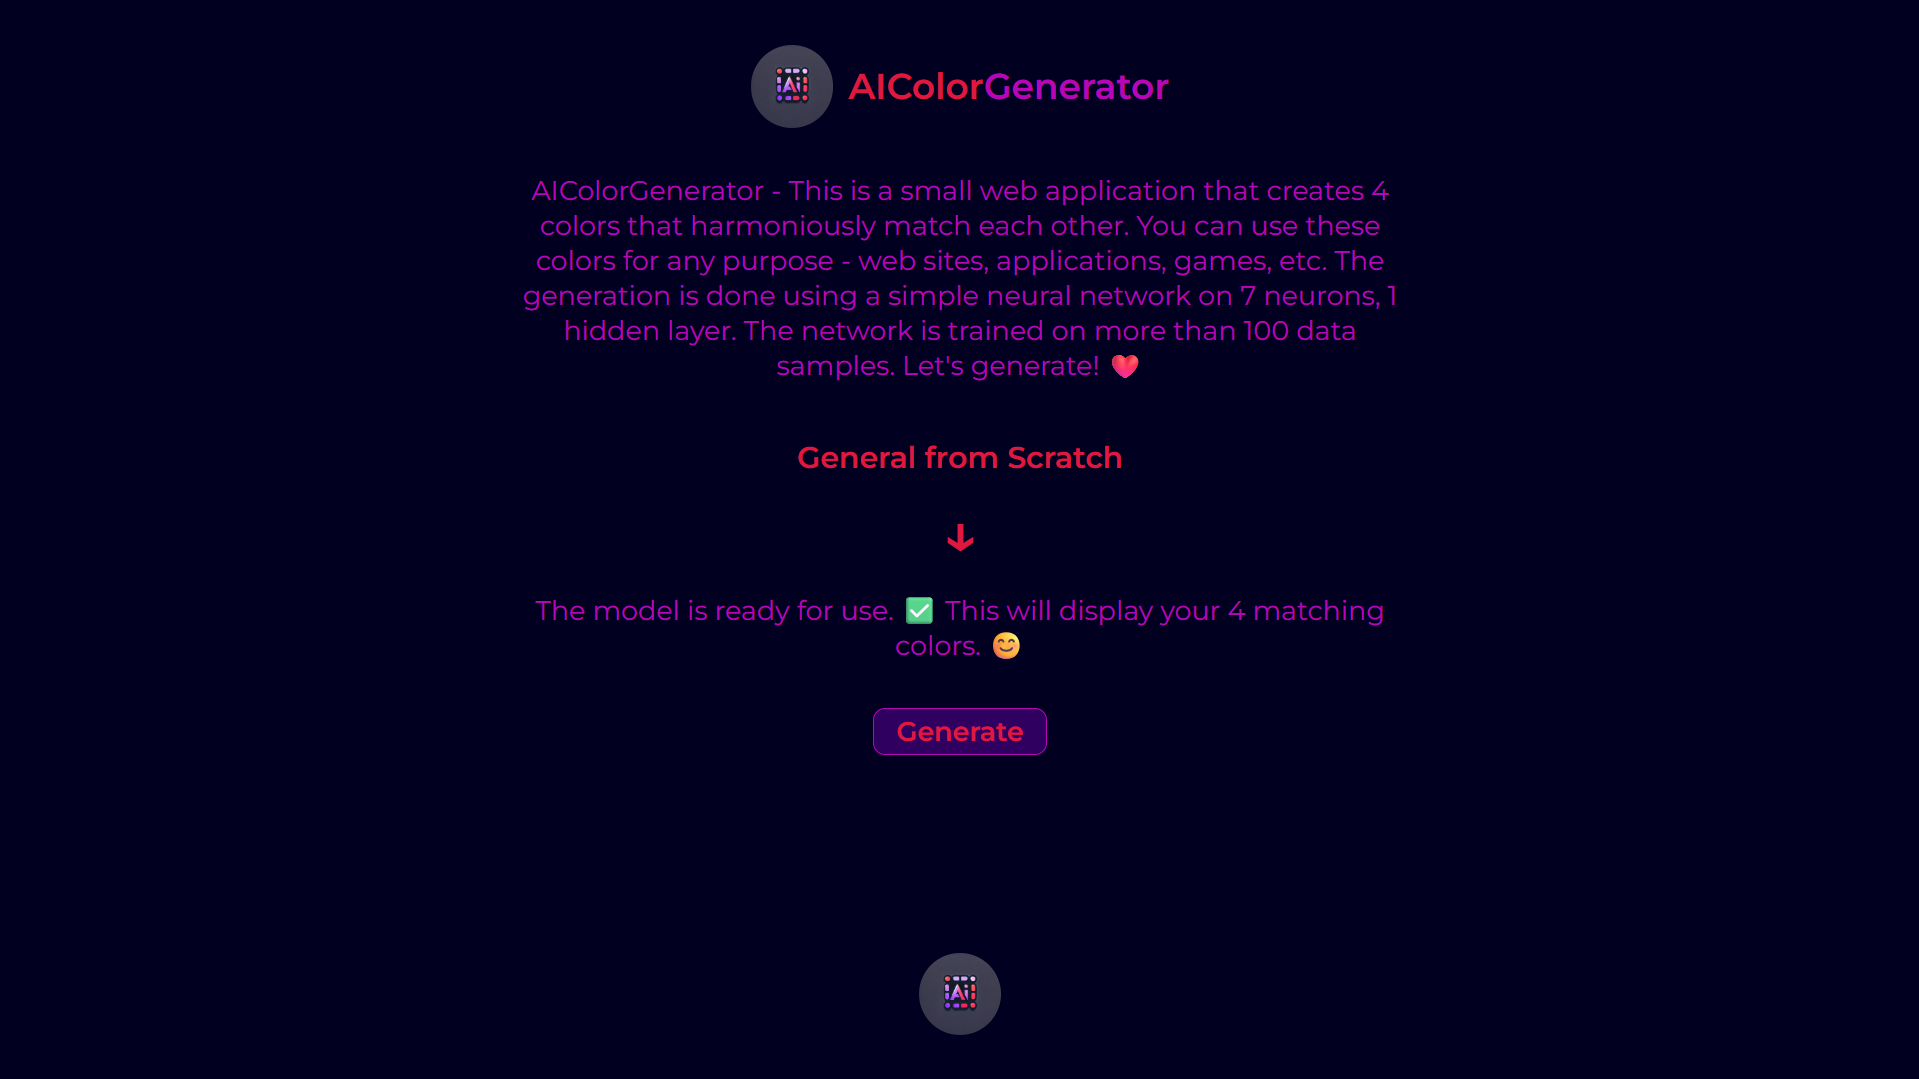 Ai AIColorGenerator
AIColorGenerator - This is a small web application that creates 4
colors that harmoniously match each other. You can use these
colors for any purpose - web sites, applications, games, etc. The
generation is done using a simple neural network on 7 neurons, 1
hidden layer. The network is trained on more than 100 data
samples. Let's generate! ❤️
General from Scratch
↓
The model is ready for use. ✅ This will display your 4 matching
colors. 😊
Generate
Ai